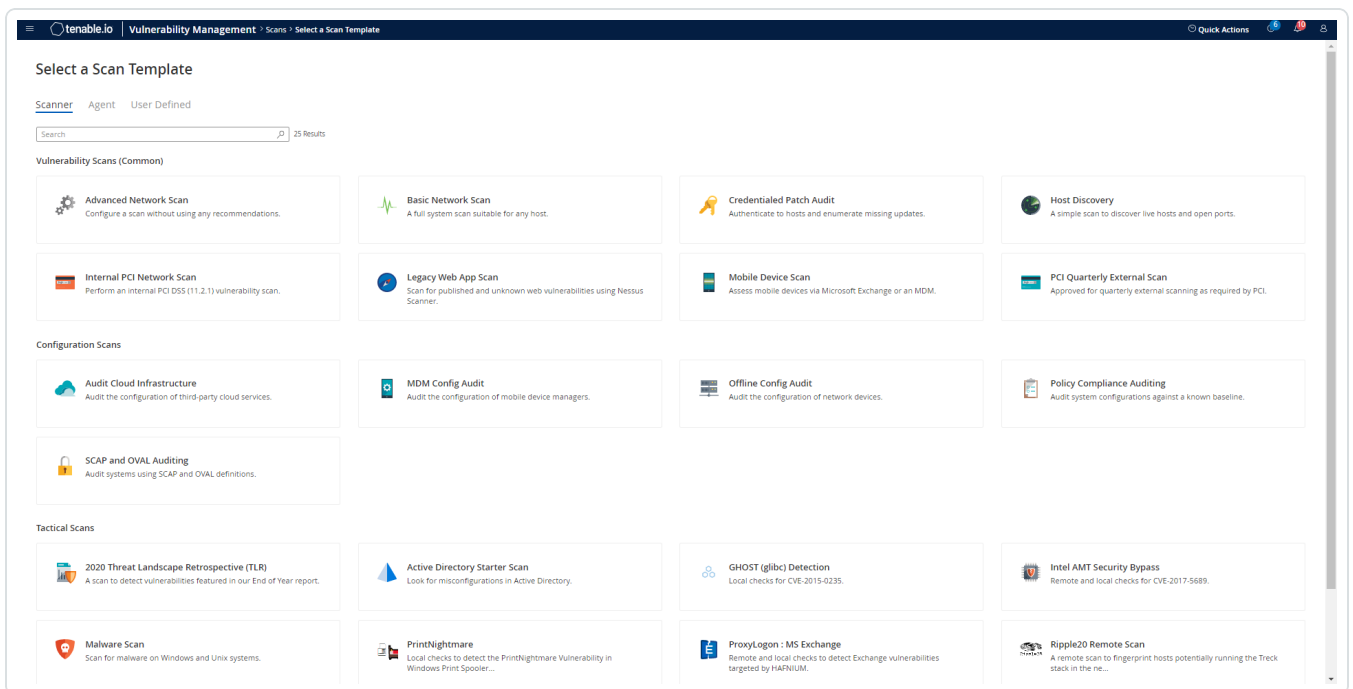 tenable.io Vulnerability Management > Scans > Select a Scan Template Quick Actions 6 10
Select a Scan Template
Scanner Agent User Defined
Search 25 Results
Vulnerability Scans (Common)
Advanced Network Scan
Configure a scan without using any recommendations.
Basic Network Scan
A full system scan suitable for any host.
Credentialed Patch Audit
Authenticate to hosts and enumerate missing updates.
Host Discovery
A simple scan to discover live hosts and open ports.
Internal PCI Network Scan
Perform an internal PCI DSS (11.2.1) vulnerability scan.
Legacy Web App Scan
Scan for published and unknown web vulnerabilities using Nessus
Scanner.
Mobile Device Scan
Assess mobile devices via Microsoft Exchange or an MDM.
PCI Quarterly External Scan
Approved for quarterly external scanning as required by PCI.
Configuration Scans
Audit Cloud Infrastructure
Audit the configuration of third-party cloud services.
MDM Config Audit
Audit the configuration of mobile device managers.
Offline Config Audit
Audit the configuration of network devices.
Policy Compliance Auditing
Audit system configurations against a known baseline.
SCAP and OVAL Auditing
Audit systems using SCAP and OVAL definitions.
Tactical Scans
2020 Threat Landscape Retrospective (TLR)
A scan to detect vulnerabilities featured in our End of Year report.
Active Directory Starter Scan
Look for misconfigurations in Active Directory.
GHOST (glibc) Detection
Local checks for CVE-2015-0235.
Intel AMT Security Bypass
Remote and local checks for CVE-2017-5689.
Malware Scan
Scan for malware on Windows and Unix systems.
PrintNightmare
Local checks to detect the PrintNightmare Vulnerability in
Windows Print Spooler...
ProxyLogon : MS Exchange
Remote and local checks to detect Exchange vulnerabilities
targeted by HAFNIUM.
Ripple20 Remote Scan
A remote scan to fingerprint hosts potentially running the Treck
stack in the ne...